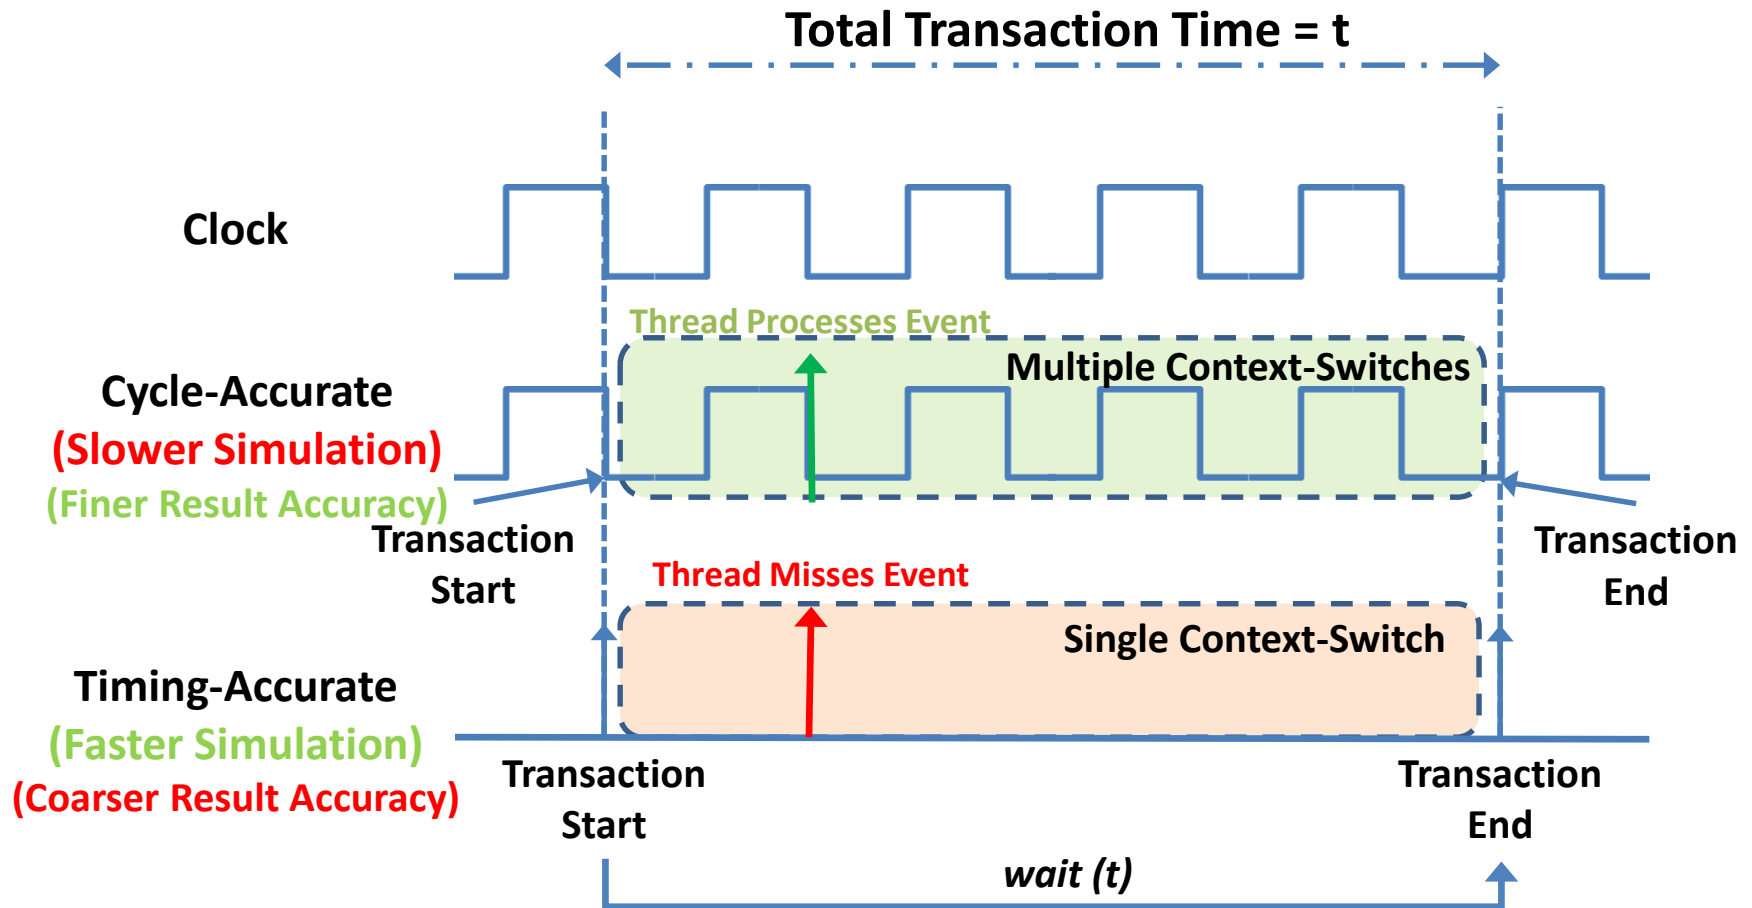 Total Transaction Time = t
Clock
Thread Processes Event
Multiple Context-Switches
Cycle-Accurate
(Slower Simulation)
(Finer Result Accuracy)
Transaction
Start
Transaction
End
Thread Misses Event
Single Context-Switch
Timing-Accurate
(Faster Simulation)
(Coarser Result Accuracy)
Transaction
Start
Transaction
End
wait (t)